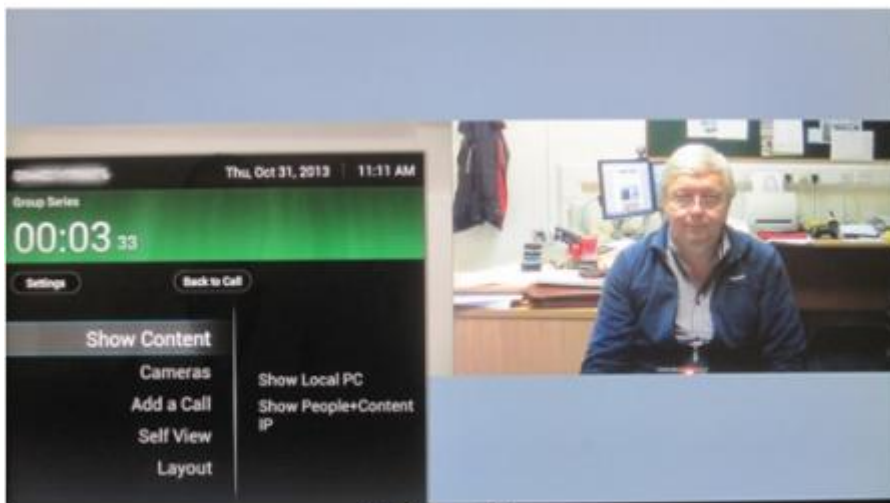 Thu, Oct 31, 2013 11:11 AM
Group Series
00:03 33
Settings Back to Call
Show Content
Cameras
Add a Call
Self View
Layout
Show Local PC
Show People+Content
IP